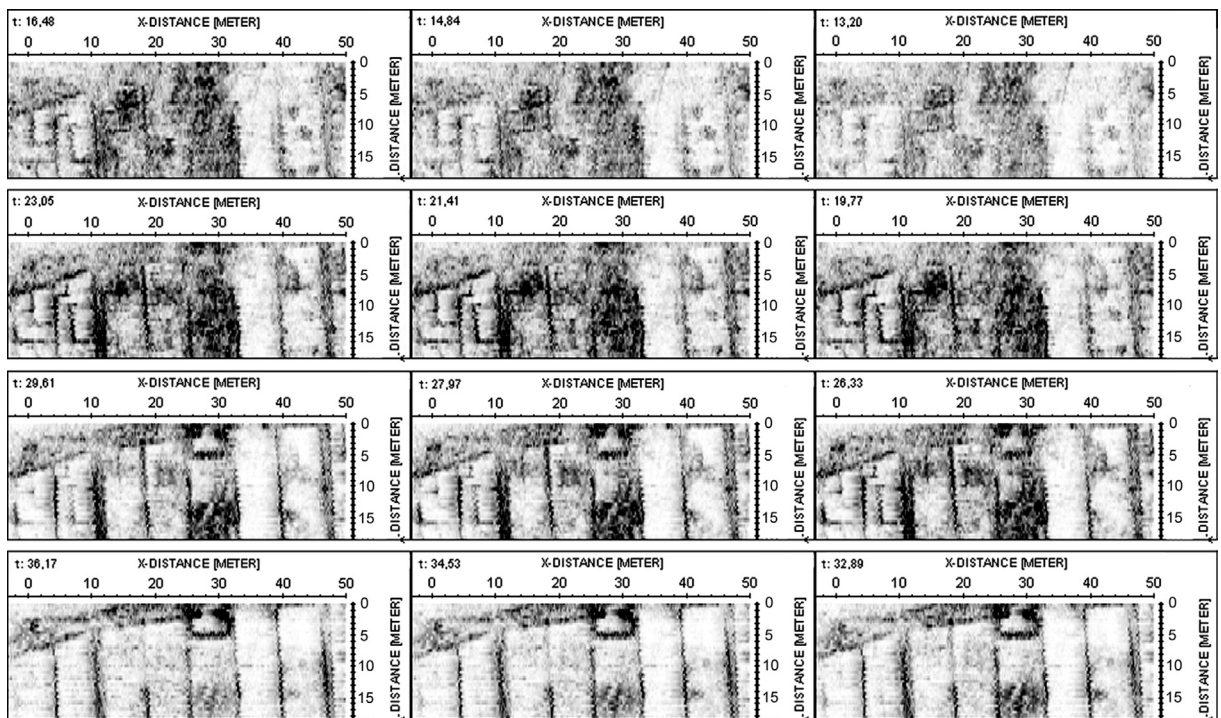 t: 16,48 X-DISTANCE [METER]
0 10 20 30 40 50
0
5
10
15
DISTANCE [METER]
t: 14,84 X-DISTANCE [METER]
0 10 20 30 40 50
0
5
10
15
DISTANCE [METER]
t: 13,20 X-DISTANCE [METER]
0 10 20 30 40 50
0
5
10
15
DISTANCE [METER]
t: 23,05 X-DISTANCE [METER]
0 10 20 30 40 50
0
5
10
15
DISTANCE [METER]
t: 21,41 X-DISTANCE [METER]
0 10 20 30 40 50
0
5
10
15
DISTANCE [METER]
t: 19,77 X-DISTANCE [METER]
0 10 20 30 40 50
0
5
10
15
DISTANCE [METER]
t: 29,61 X-DISTANCE [METER]
0 10 20 30 40 50
0
5
10
15
DISTANCE [METER]
t: 27,97 X-DISTANCE [METER]
0 10 20 30 40 50
0
5
10
15
DISTANCE [METER]
t: 26,33 X-DISTANCE [METER]
0 10 20 30 40 50
0
5
10
15
DISTANCE [METER]
t: 36,17 X-DISTANCE [METER]
0 10 20 30 40 50
0
5
10
15
DISTANCE [METER]
t: 34,53 X-DISTANCE [METER]
0 10 20 30 40 50
0
5
10
15
DISTANCE [METER]
t: 32,89 X-DISTANCE [METER]
0 10 20 30 40 50
0
5
10
15
DISTANCE [METER]